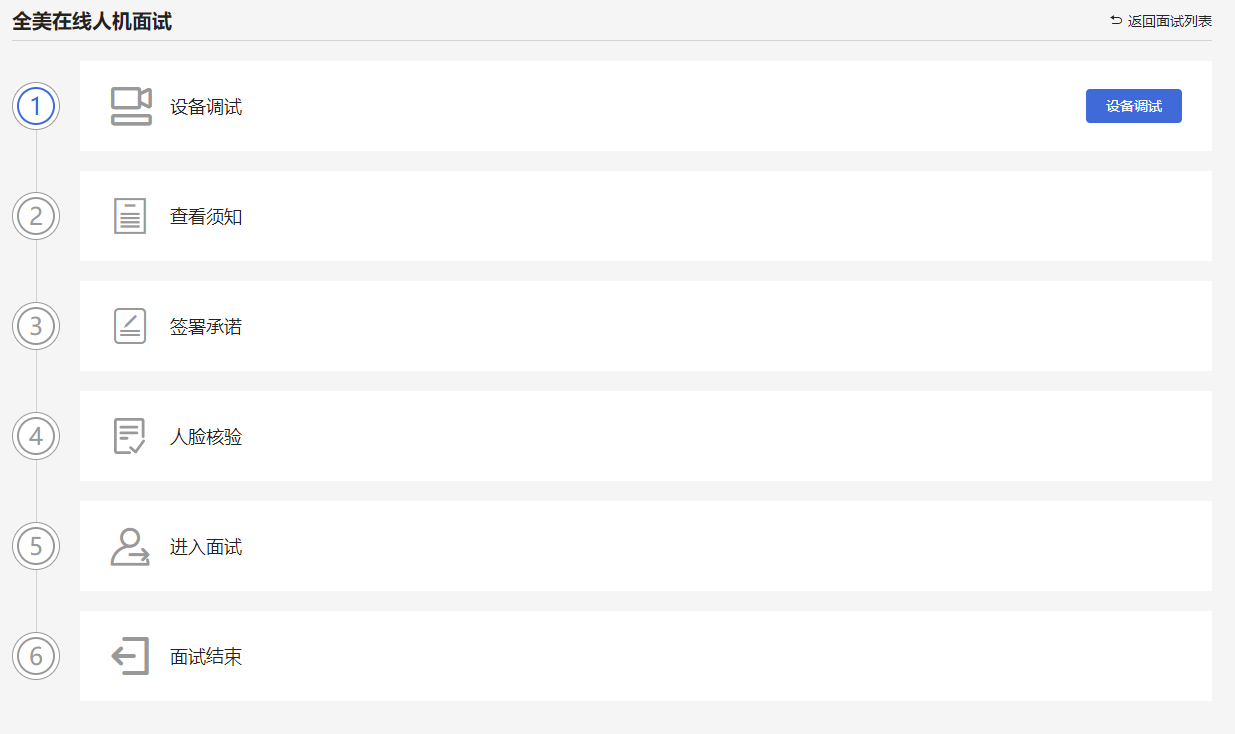 全美在线人机面试
返回面试列表
1
设备调试
设备调试
2
查看须知
3
签署承诺
4
人脸核验
5
进入面试
6
面试结束